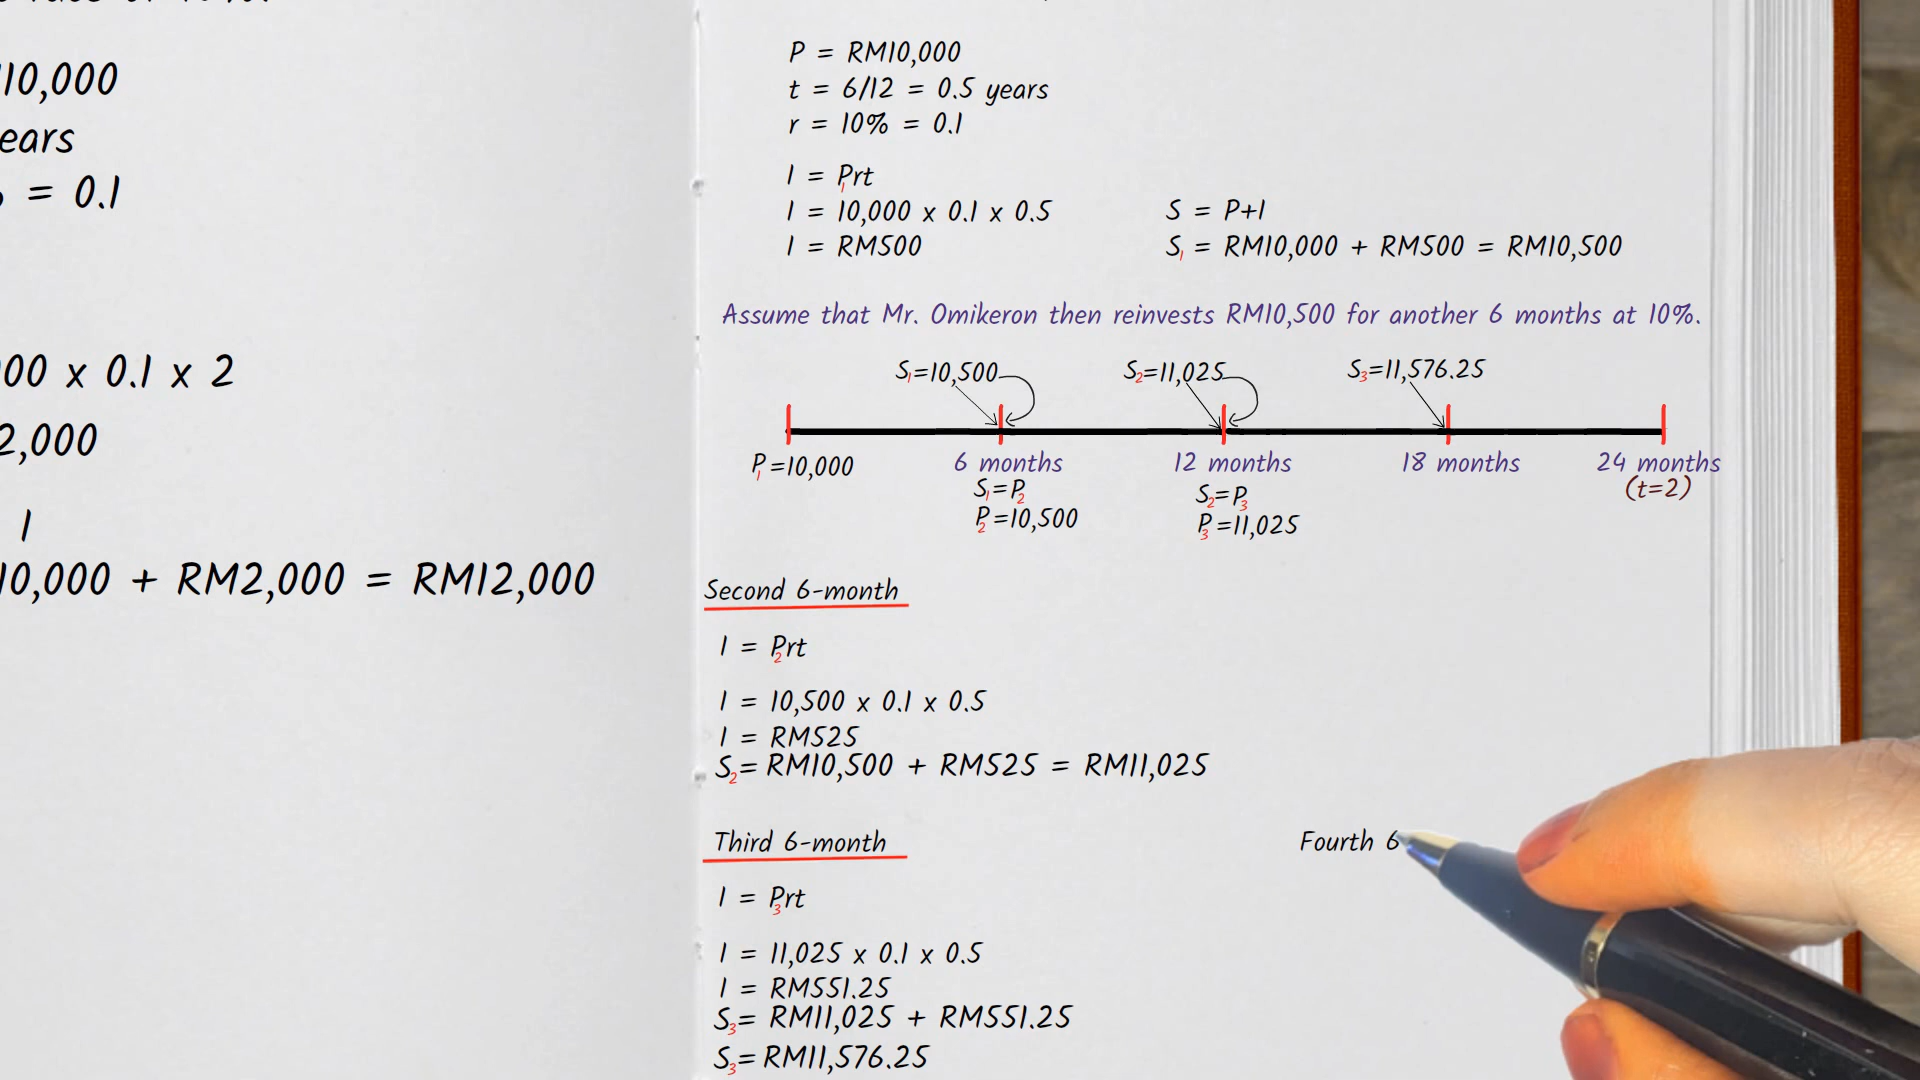 10,000
ears
= 0.1
00 x 0.1 x 2
2,000
I
10,000 + RM2,000 = RM12,000
P = RM10,000
t = 6/12 = 0.5 years
r = 10% = 0.1
I = P1rt
I = 10,000 x 0.1 x 0.5
I = RM500
S = P+I
S1 = RM10,000 + RM500 = RM10,500
Assume that Mr. Omikeron then reinvests RM10,500 for another 6 months at 10%.
S1=10,500 S2=11,025 S3=11,576.25
P1=10,000 6 months 12 months 18 months 24 months
S1=P2 S2=P3 (t=2)
P2=10,500 P3=11,025
Second 6-month
I = P2rt
I = 10,500 x 0.1 x 0.5
I = RM525
S2= RM10,500 + RM525 = RM11,025
Third 6-month
I = P3rt
I = 11,025 x 0.1 x 0.5
I = RM551.25
S3= RM11,025 + RM551.25
S3= RM11,576.25
Fourth 6